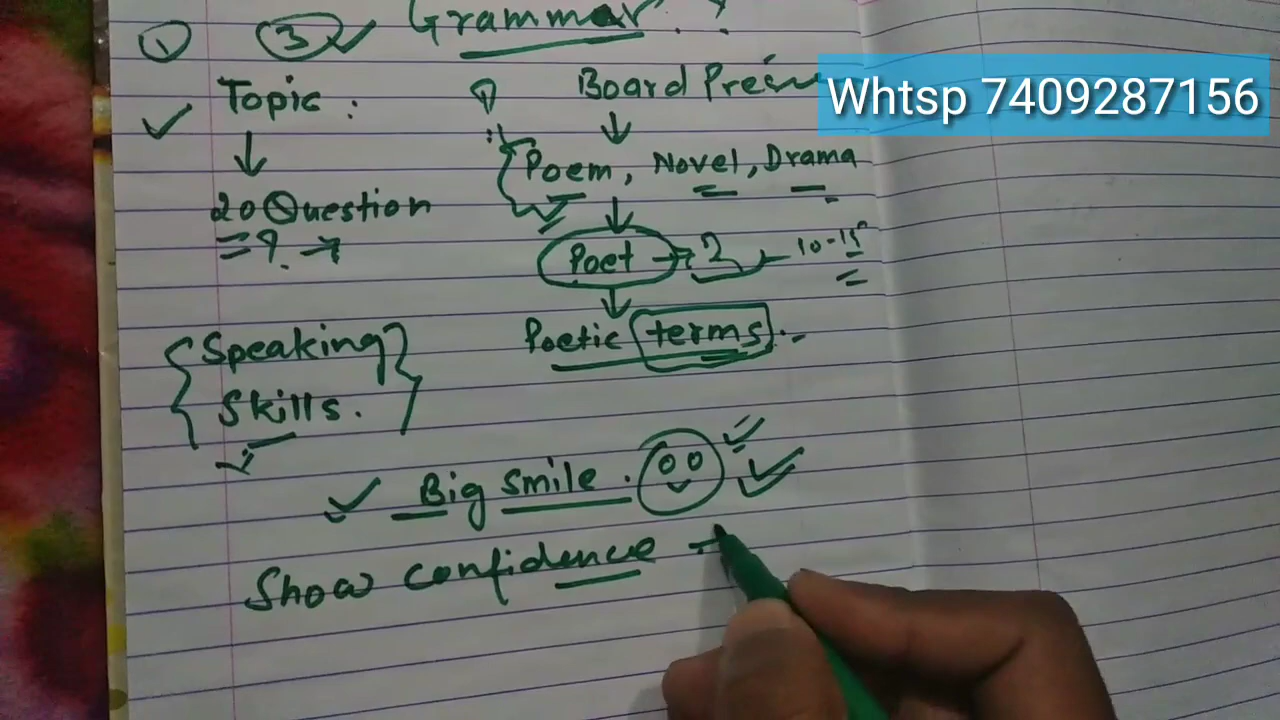 ① ③ Grammar. ?
Topic :
20 Question
= ?
Speaking
Skills.
Board
Poem, Novel, Drama
Poet → 2 10-15
Poetic terms.
Big smile.
Show confidence
Whtsp 7409287156